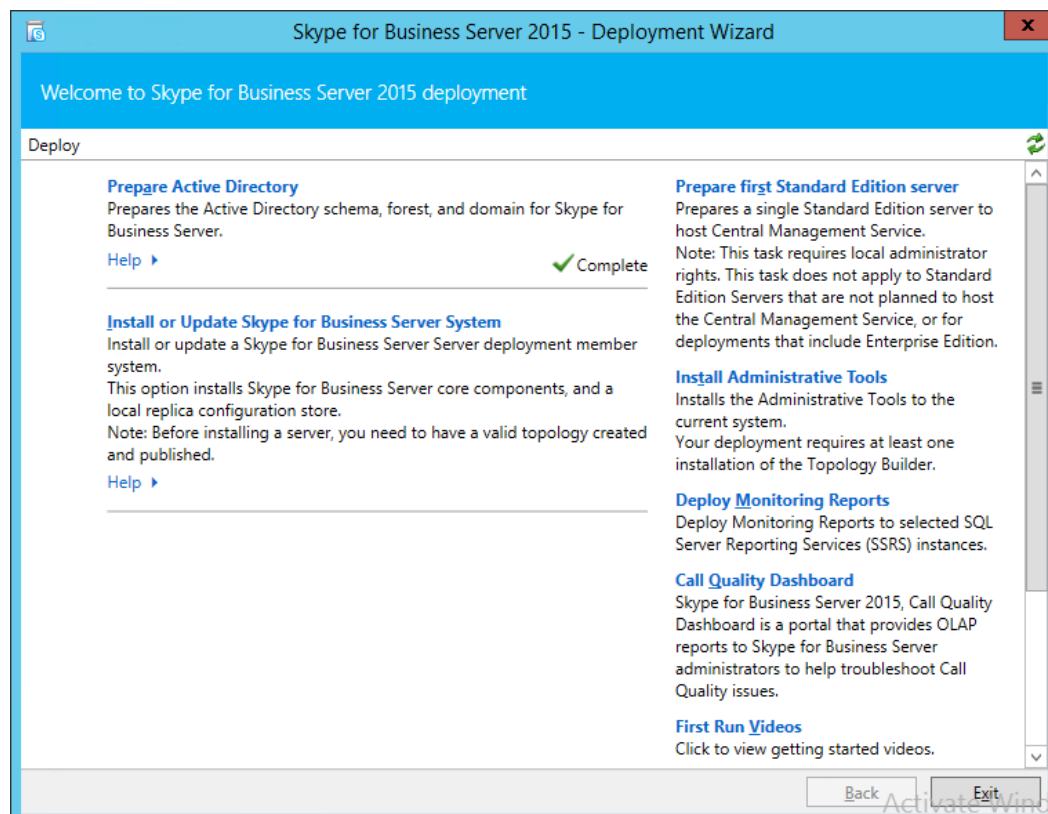 Skype for Business Server 2015 - Deployment Wizard
x
Welcome to Skype for Business Server 2015 deployment
Deploy
Prepare Active Directory
Prepares the Active Directory schema, forest, and domain for Skype for
Business Server.
Help
Complete
Install or Update Skype for Business Server System
Install or update a Skype for Business Server Server deployment member
system.
This option installs Skype for Business Server core components, and a
local replica configuration store.
Note: Before installing a server, you need to have a valid topology created
and published.
Help
Prepare first Standard Edition server
Prepares a single Standard Edition server to
host Central Management Service.
Note: This task requires local administrator
rights. This task does not apply to Standard
Edition Servers that are not planned to host
the Central Management Service, or for
deployments that include Enterprise Edition.
Install Administrative Tools
Installs the Administrative Tools to the
current system.
Your deployment requires at least one
installation of the Topology Builder.
Deploy Monitoring Reports
Deploy Monitoring Reports to selected SQL
Server Reporting Services (SSRS) instances.
Call Quality Dashboard
Skype for Business Server 2015, Call Quality
Dashboard is a portal that provides OLAP
reports to Skype for Business Server
administrators to help troubleshoot Call
Quality issues.
First Run Videos
Click to view getting started videos.
Back
Exit
Activate Wind